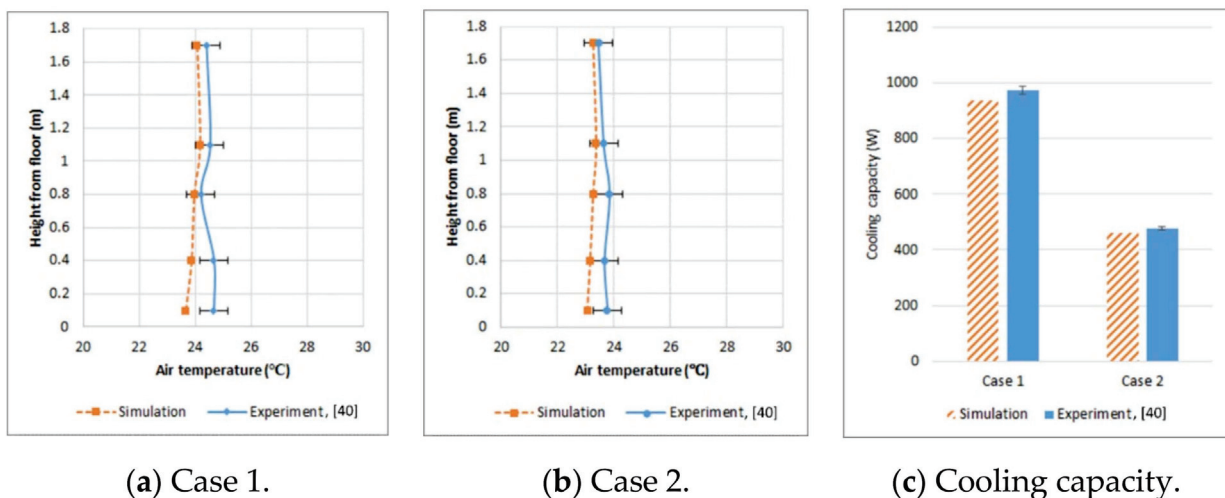 1.8
1.6
1.4
1.2
1
0.8
0.6
0.4
0.2
0
Height from floor (m)
20 22 24 26 28 30
Air temperature (°C)
Simulation Experiment, [40]
(a) Case 1.
1.8
1.6
1.4
1.2
1
0.8
0.6
0.4
0.2
0
Height from floor (m)
20 22 24 26 28 30
Air temperature (°C)
Simulation Experiment, [40]
(b) Case 2.
1200
1000
800
600
400
200
0
Cooling capacity (W)
Case 1 Case 2
Simulation Experiment, [40]
(c) Cooling capacity.